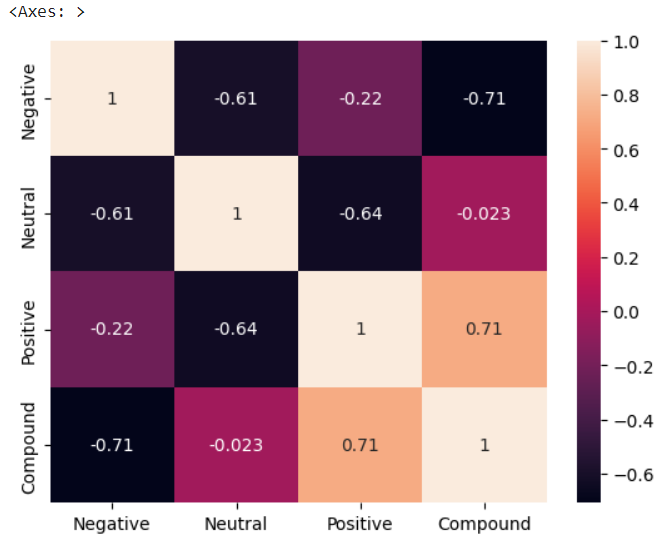 <Axes: >
Negative 1 -0.61 -0.22 -0.71
Neutral -0.61 1 -0.64 -0.023
Positive -0.22 -0.64 1 0.71
Compound -0.71 -0.023 0.71 1
Negative Neutral Positive Compound
1.0
0.8
0.6
0.4
0.2
0.0
−0.2
−0.4
−0.6